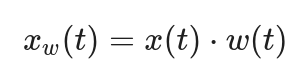 x_w(t) = x(t) · w(t)